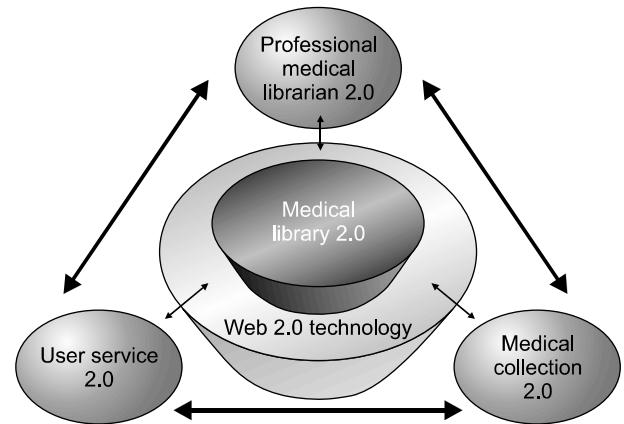 Professional
medical
librarian 2.0
Medical
library 2.0
Web 2.0 technology
User service
2.0
Medical
collection
2.0